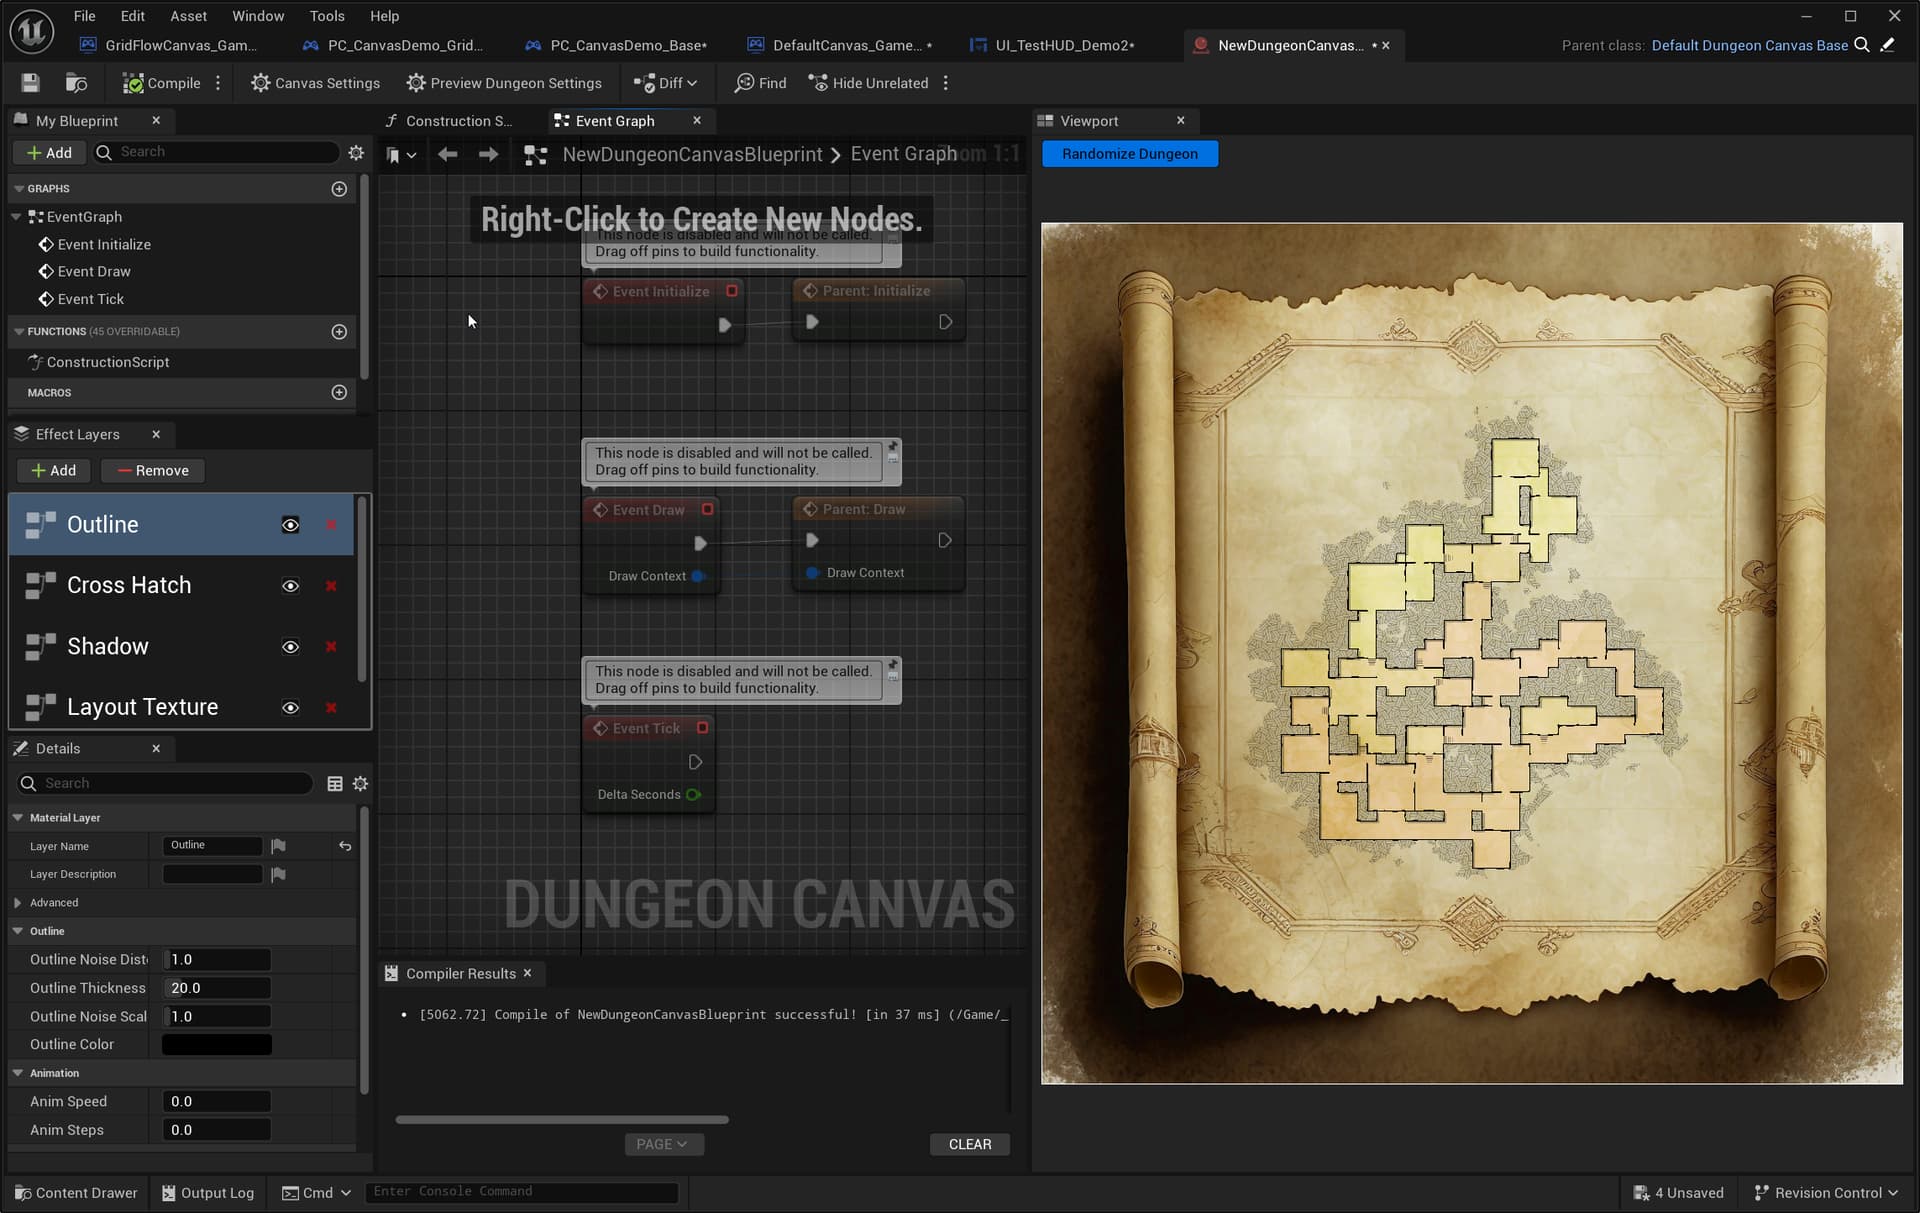 File Edit Asset Window Tools Help
GridFlowCanvas_Gam...
PC_CanvasDemo_Grid...
PC_CanvasDemo_Base*
DefaultCanvas_Game... *
UI_TestHUD_Demo2*
NewDungeonCanvas... *
Parent class: Default Dungeon Canvas Base
Compile
Canvas Settings
Preview Dungeon Settings
Diff
Find
Hide Unrelated
My Blueprint
Add
Search
GRAPHS
EventGraph
Event Initialize
Event Draw
Event Tick
FUNCTIONS (45 OVERRIDABLE)
ConstructionScript
MACROS
Effect Layers
Add
Remove
Outline
Cross Hatch
Shadow
Layout Texture
Details
Search
Material Layer
Layer Name Outline
Layer Description
Advanced
Outline
Outline Noise Dist 1.0
Outline Thickness 20.0
Outline Noise Scal 1.0
Outline Color
Animation
Anim Speed 0.0
Anim Steps 0.0
Construction S...
Event Graph
NewDungeonCanvasBlueprint > Event Graph
Zoom 1:1
Right-Click to Create New Nodes.
This node is disabled and will not be called.
Drag off pins to build functionality.
Event Initialize
Parent: Initialize
This node is disabled and will not be called.
Drag off pins to build functionality.
Event Draw
Parent: Draw
Draw Context
Draw Context
This node is disabled and will not be called.
Drag off pins to build functionality.
Event Tick
Delta Seconds
DUNGEON CANVAS
Compiler Results
[5062.72] Compile of NewDungeonCanvasBlueprint successful! [in 37 ms] (/Game/_
PAGE
CLEAR
Viewport
Randomize Dungeon
Content Drawer
Output Log
Cmd
Enter Console Command
4 Unsaved
Revision Control